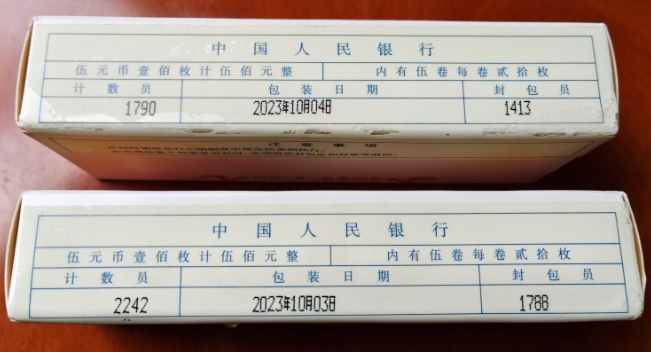 中国人民银行
伍元币壹佰枚计伍佰元整 内有伍卷每卷贰拾枚
计数员 包装日期 封包员
1790 2023年10月04日 1413
注意事项
中国人民银行
伍元币壹佰枚计伍佰元整 内有伍卷每卷贰拾枚
计数员 包装日期 封包员
2242 2023年10月03日 1788